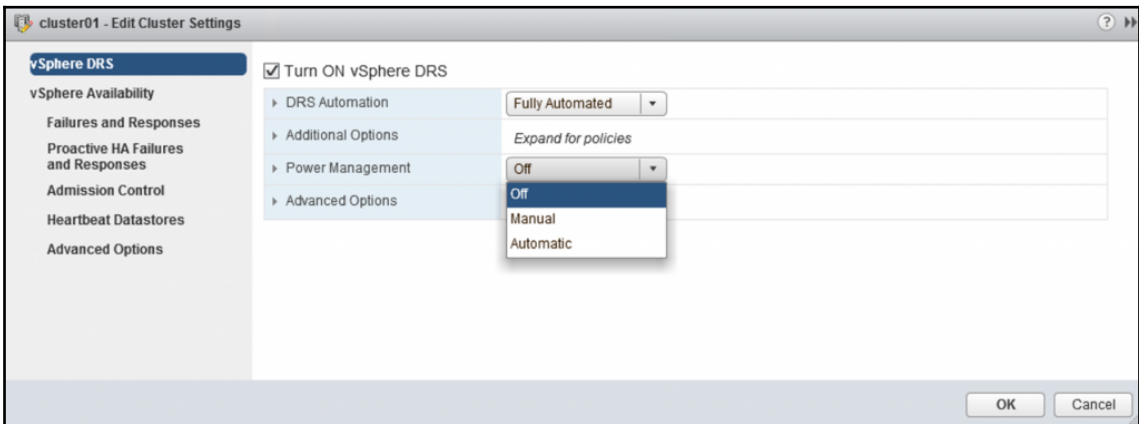 cluster01 - Edit Cluster Settings
?
vSphere DRS
vSphere Availability
Failures and Responses
Proactive HA Failures
and Responses
Admission Control
Heartbeat Datastores
Advanced Options
Turn ON vSphere DRS
DRS Automation
Fully Automated
Additional Options
Expand for policies
Power Management
Off
Off
Manual
Automatic
Advanced Options
OK
Cancel